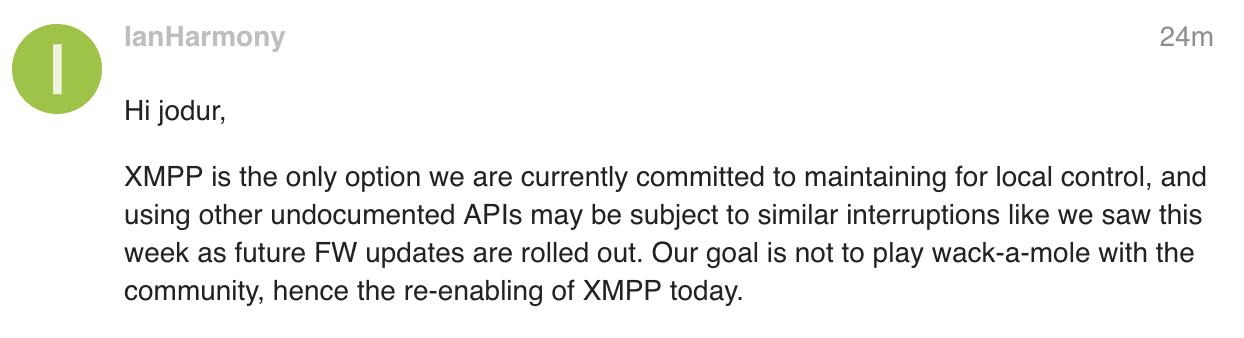 IanHarmony 24m
I
Hi jodur,
XMPP is the only option we are currently committed to maintaining for local control, and
using other undocumented APIs may be subject to similar interruptions like we saw this
week as future FW updates are rolled out. Our goal is not to play wack-a-mole with the
community, hence the re-enabling of XMPP today.